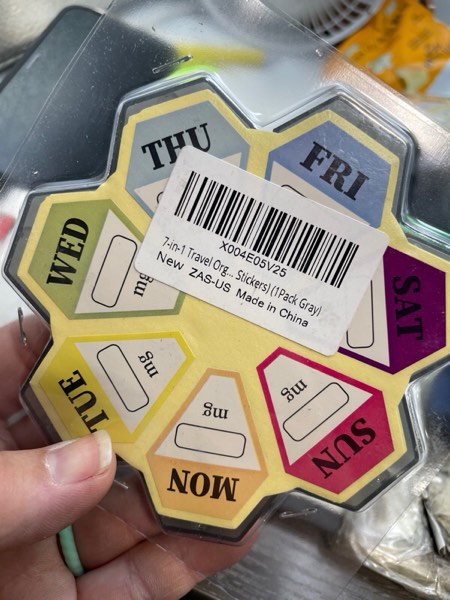 THU
FRI
WED
mg
X004E05V25
7-in-1 Travel Org... Stickers) (1Pack Gray)
New ZAS-US Made in China
SAT
TUE
mg
MON
mg
SUN
mg